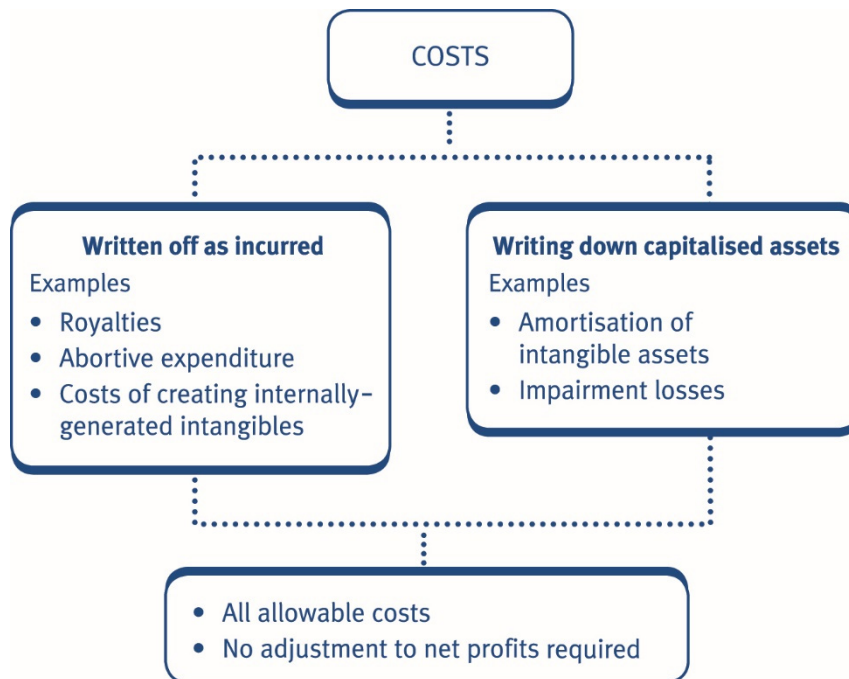 COSTS
Written off as incurred
Examples
• Royalties
• Abortive expenditure
• Costs of creating internally-
generated intangibles
Writing down capitalised assets
Examples
• Amortisation of
intangible assets
• Impairment losses
• All allowable costs
• No adjustment to net profits required